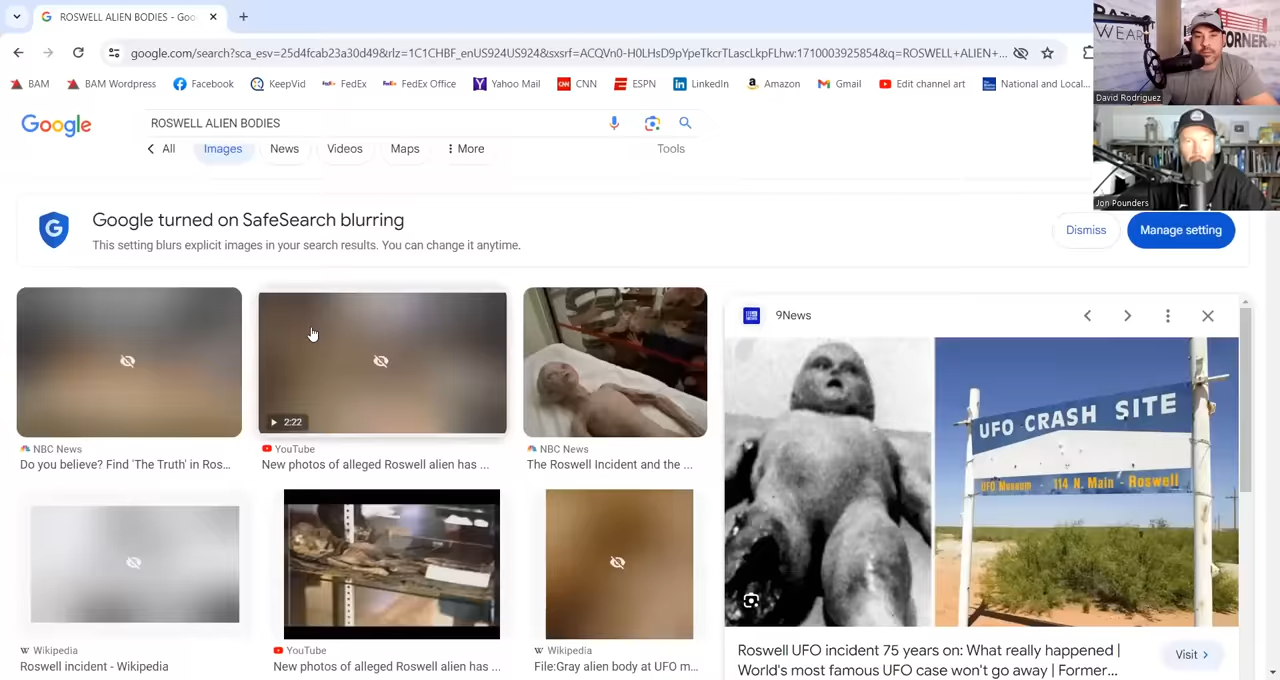 ROSWELL ALIEN BODIES - Goo
google.com/search?sca_esv=25d4fcab23a30d49&rlz=1C1UHBF_enUS924US924&sxsrf=ACQVn0-H0LHsD9pYpeTkcrTLascLkpFLhw:1710003925854&q=ROSWELL+ALIEN+...
BAM
BAM Wordpress
Facebook
KeepVid
FedEx
FedEx Office
Yahoo Mail
CNN
ESPN
LinkedIn
Amazon
Gmail
Edit channel art
National and Local...
WEAR
CORNER
David Rodriguez
Jon Pounders
Google
ROSWELL ALIEN BODIES
All
Images
News
Videos
Maps
More
Tools
Google turned on SafeSearch blurring
This setting blurs explicit images in your search results. You can change it anytime.
Dismiss
Manage setting
2:22
NBC News
Do you believe? Find 'The Truth' in Ros...
YouTube
New photos of alleged Roswell alien has ...
NBC News
The Roswell Incident and the ...
Wikipedia
Roswell incident - Wikipedia
YouTube
New photos of alleged Roswell alien has ...
Wikipedia
File:Gray alien body at UFO m...
9News
UFO CRASH SITE
UFO Museum - 114 N. Main - Roswell
Roswell UFO incident 75 years on: What really happened |
World's most famous UFO case won't go away | Former...
Visit